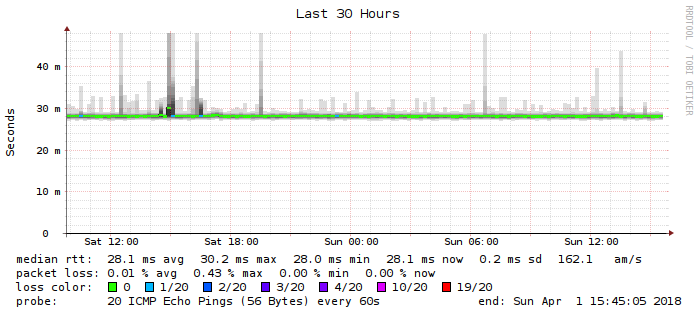 Last 30 Hours
RRDTOOL / TOBI OETIKER
Seconds
40 m
30 m
20 m
10 m
0
Sat 12:00 Sat 18:00 Sun 00:00 Sun 06:00 Sun 12:00
median rtt: 28.1 ms avg 30.2 ms max 28.0 ms min 28.1 ms now 0.2 ms sd 162.1 am/s
packet loss: 0.01 % avg 0.43 % max 0.00 % min 0.00 % now
loss color: 0 1/20 2/20 3/20 4/20 10/20 19/20
probe: 20 ICMP Echo Pings (56 Bytes) every 60s end: Sun Apr 1 15:45:05 2018